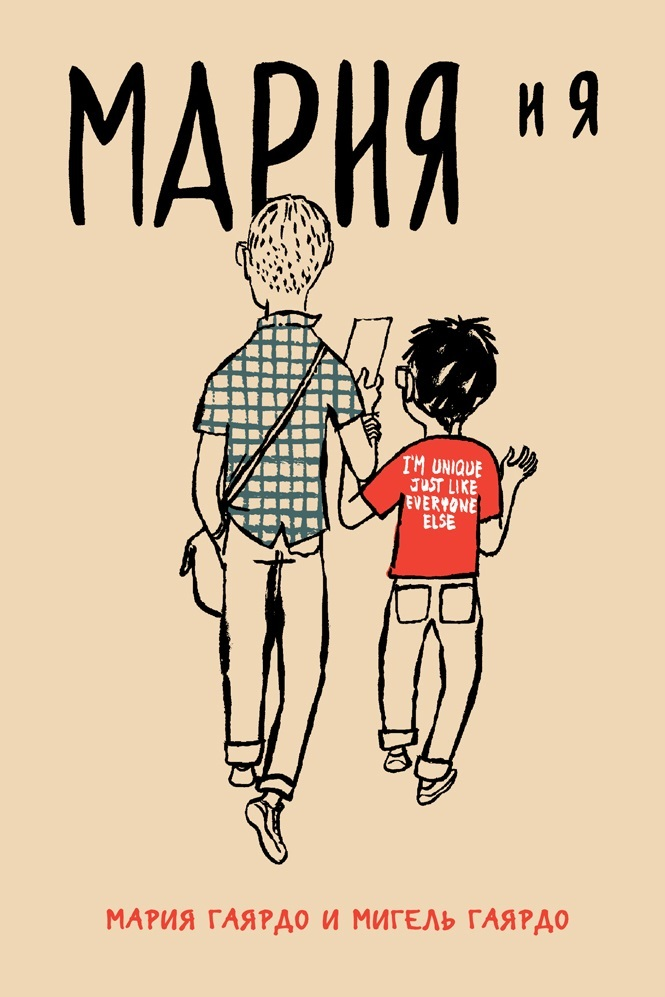 МАРИЯ и Я
I'M UNIQUE
JUST LIKE
EVERYONE
ELSE
МАРИЯ ГАЯРДО И МИГЕЛЬ ГАЯРДО